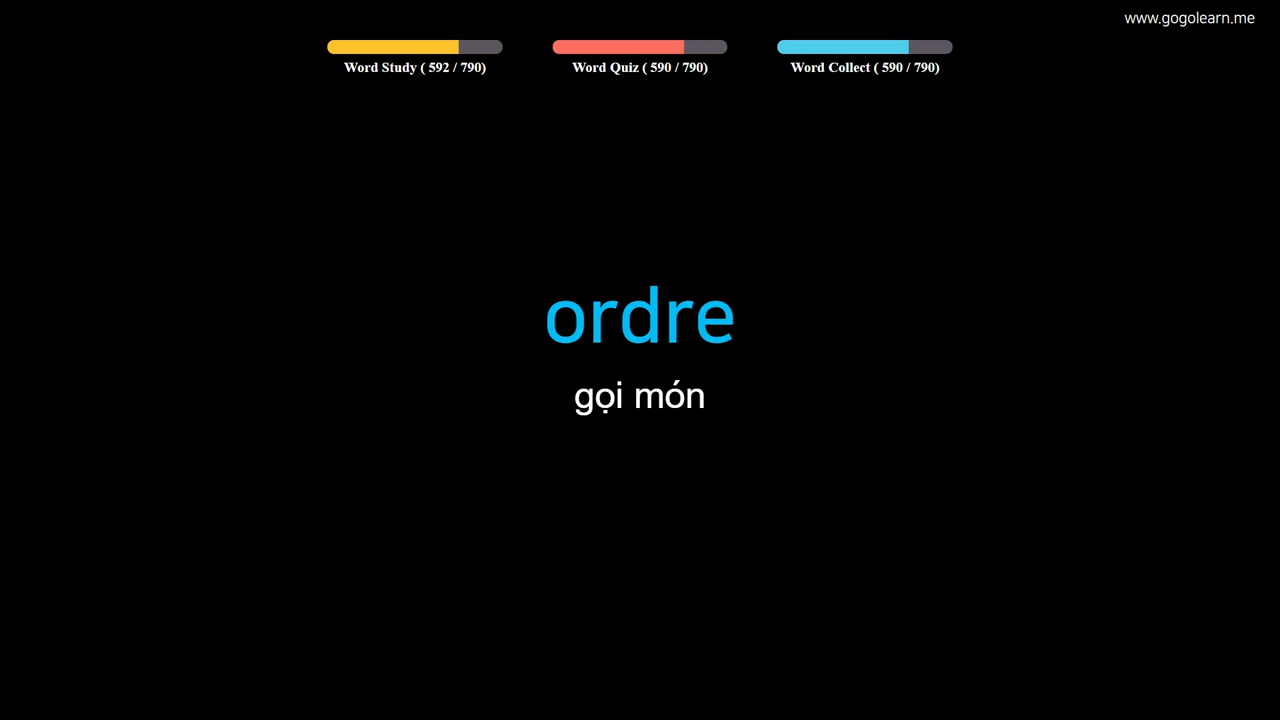 www.gogolearn.me
Word Study ( 592 / 790)
Word Quiz ( 590 / 790)
Word Collect ( 590 / 790)
ordre
gọi món